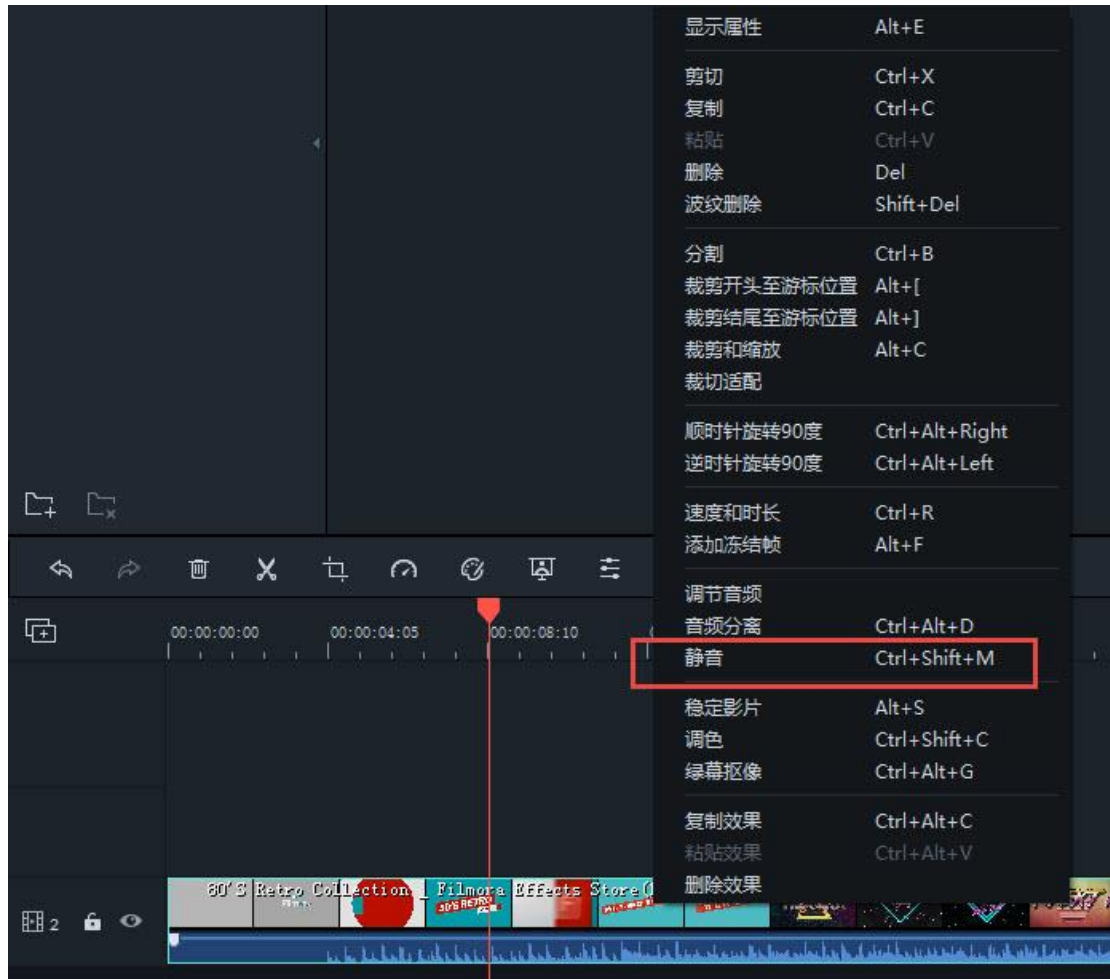 显示属性 Alt+E
剪切 Ctrl+X
复制 Ctrl+C
粘贴 Ctrl+V
删除 Del
波纹删除 Shift+Del
分割 Ctrl+B
裁剪开头至游标位置 Alt+[
裁剪结尾至游标位置 Alt+]
裁剪和缩放 Alt+C
裁切适配
顺时针旋转90度 Ctrl+Alt+Right
逆时针旋转90度 Ctrl+Alt+Left
速度和时长 Ctrl+R
添加冻结帧 Alt+F
调节音频
音频分离 Ctrl+Alt+D
静音 Ctrl+Shift+M
稳定影片 Alt+S
调色 Ctrl+Shift+C
绿幕抠像 Ctrl+Alt+G
复制效果 Ctrl+Alt+C
粘贴效果 Ctrl+Alt+V
删除效果
00:00:00:00 00:00:04:05 00:00:08:10
80'S Retro Collection _ Filmora Effects Store(
2